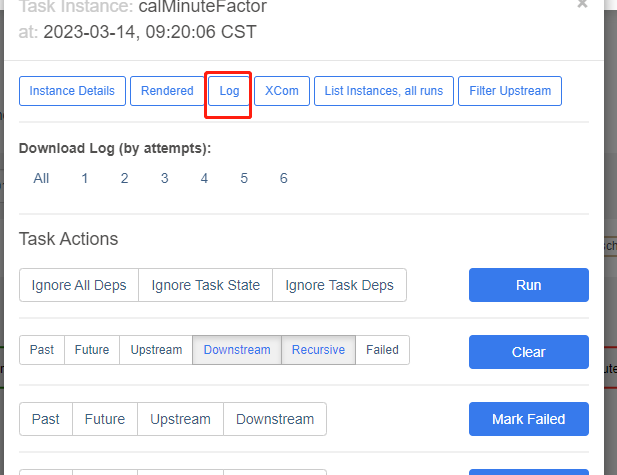 Task Instance: calMinuteFactor
at: 2023-03-14, 09:20:06 CST
Instance Details Rendered Log XCom List Instances, all runs Filter Upstream
Download Log (by attempts):
All 1 2 3 4 5 6
Task Actions
Ignore All Deps Ignore Task State Ignore Task Deps Run
Past Future Upstream Downstream Recursive Failed Clear
Past Future Upstream Downstream Mark Failed